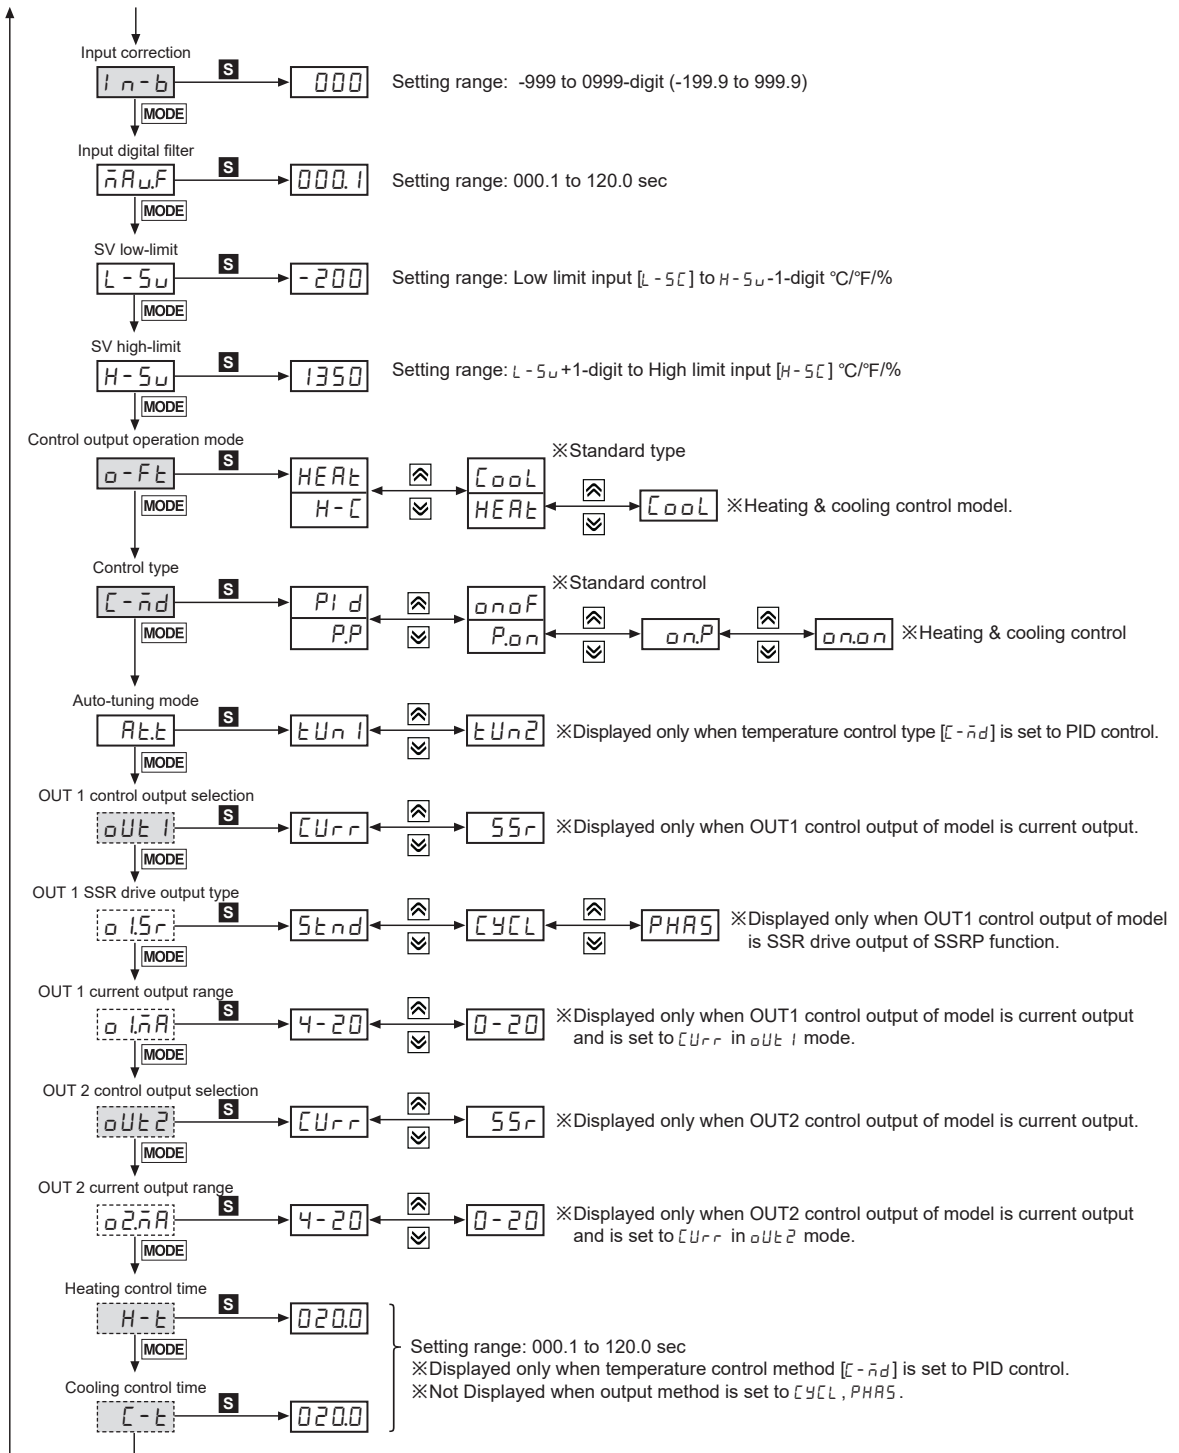 Input correction
In-b S 000 Setting range: -999 to 0999-digit (-199.9 to 999.9)
MODE
Input digital filter
mAv.F S 000.1 Setting range: 000.1 to 120.0 sec
MODE
SV low-limit
L-Sv S -200 Setting range: Low limit input [L-SC] to H-Sv-1-digit ℃/℉/%
MODE
SV high-limit
H-Sv S 1350 Setting range: L-Sv+1-digit to High limit input [H-SC] ℃/℉/%
MODE
Control output operation mode
※Standard type
o-Ft S HEAt CooL
H-C HEAt CooL ※Heating & cooling control model.
MODE
Control type
※Standard control
C-md S PId onoF
P.P P.on on.P on.on ※Heating & cooling control
MODE
Auto-tuning mode
At.t S tUn1 tUn2 ※Displayed only when temperature control type [C-md] is set to PID control.
MODE
OUT 1 control output selection
oUt1 S CUrr SSr ※Displayed only when OUT1 control output of model is current output.
MODE
OUT 1 SSR drive output type
o1.Sr S Stnd CYCL PHAS ※Displayed only when OUT1 control output of model
is SSR drive output of SSRP function.
MODE
OUT 1 current output range
o1.mA S 4-20 0-20 ※Displayed only when OUT1 control output of model is current output
and is set to CUrr in oUt1 mode.
MODE
OUT 2 control output selection
oUt2 S CUrr SSr ※Displayed only when OUT2 control output of model is current output.
MODE
OUT 2 current output range
o2.mA S 4-20 0-20 ※Displayed only when OUT2 control output of model is current output
and is set to CUrr in oUt2 mode.
MODE
Heating control time
H-t S 020.0
MODE
Setting range: 000.1 to 120.0 sec
※Displayed only when temperature control method [C-md] is set to PID control.
※Not Displayed when output method is set to CYCL, PHAS.
Cooling control time
C-t S 020.0